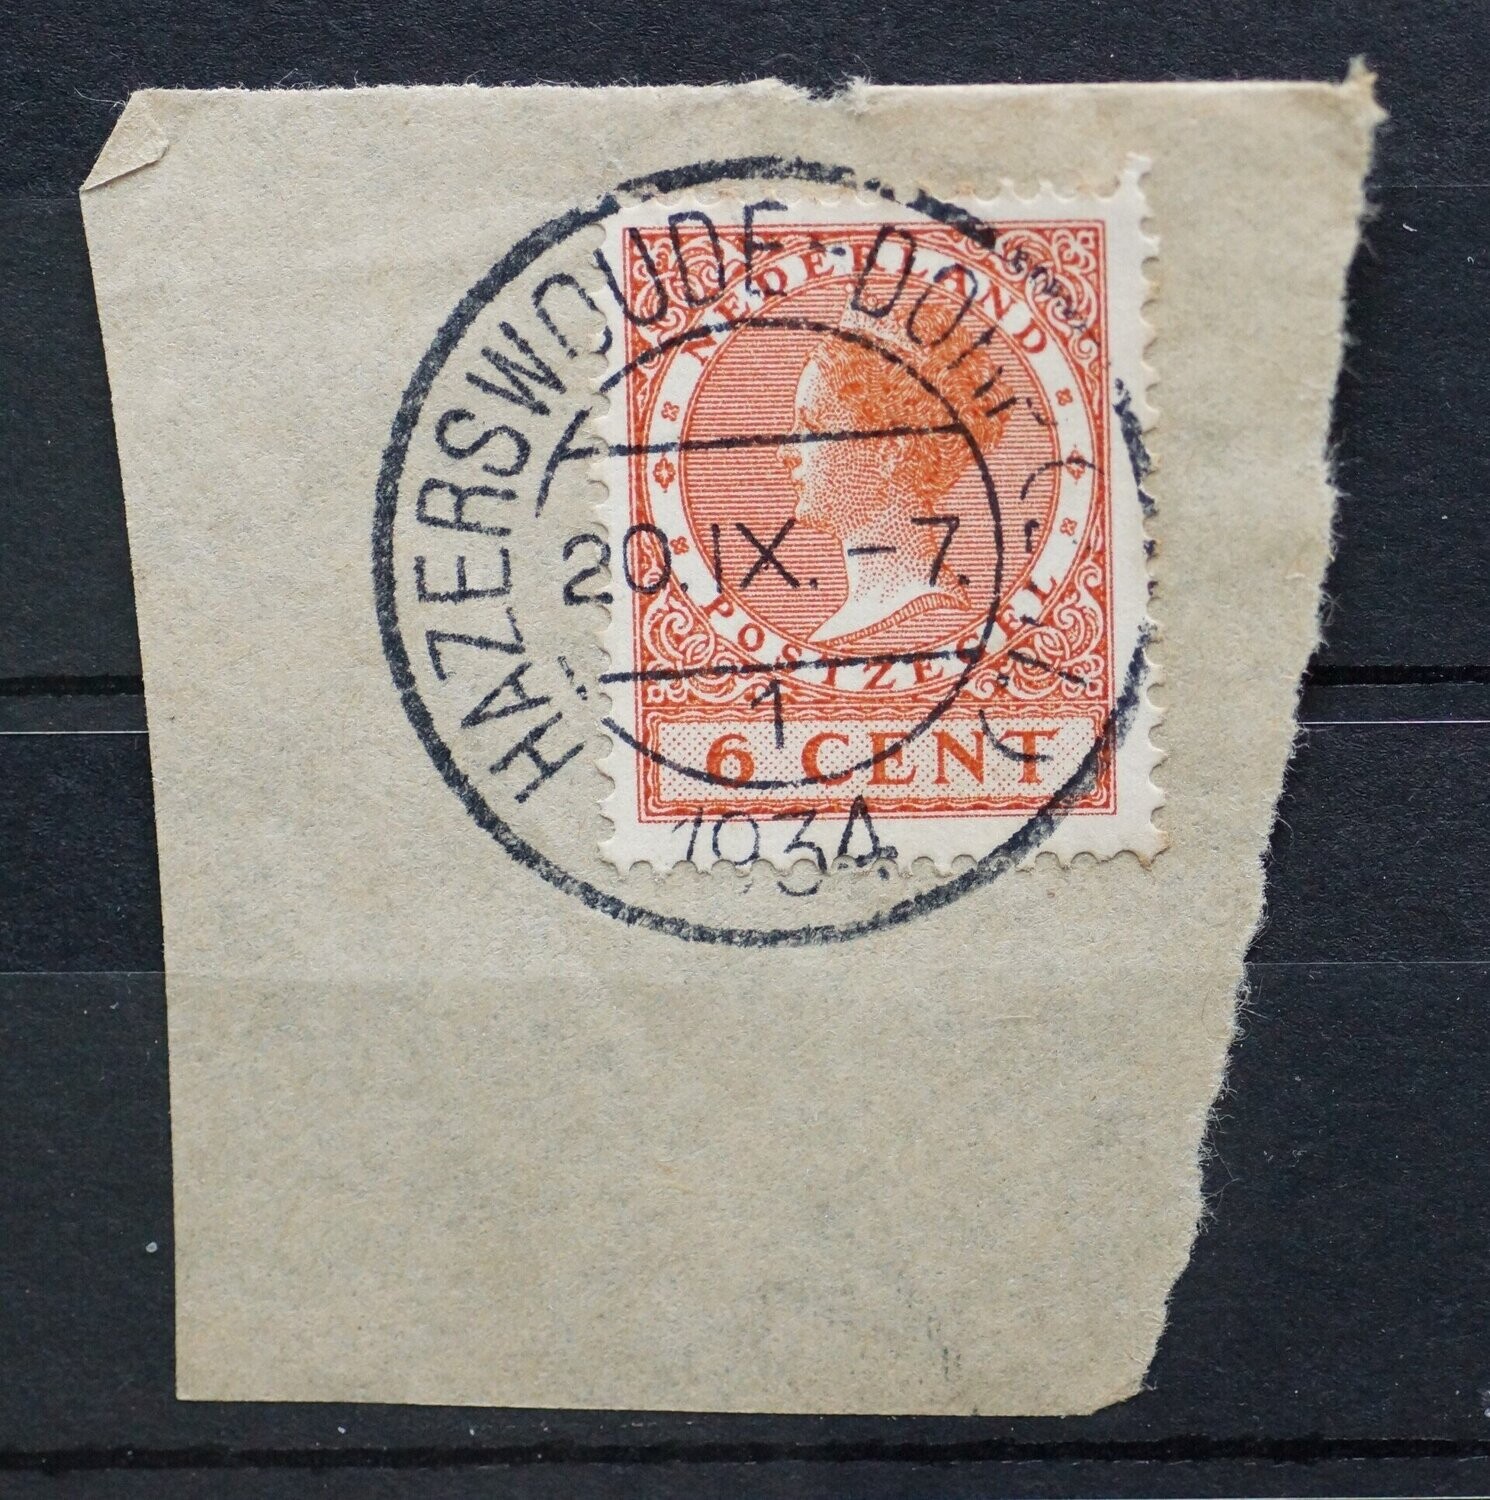 HAZERSWOUDE-DORP
20.IX.-7.
1
1934
NEDERLAND
POSTZEGEL
6 CENT